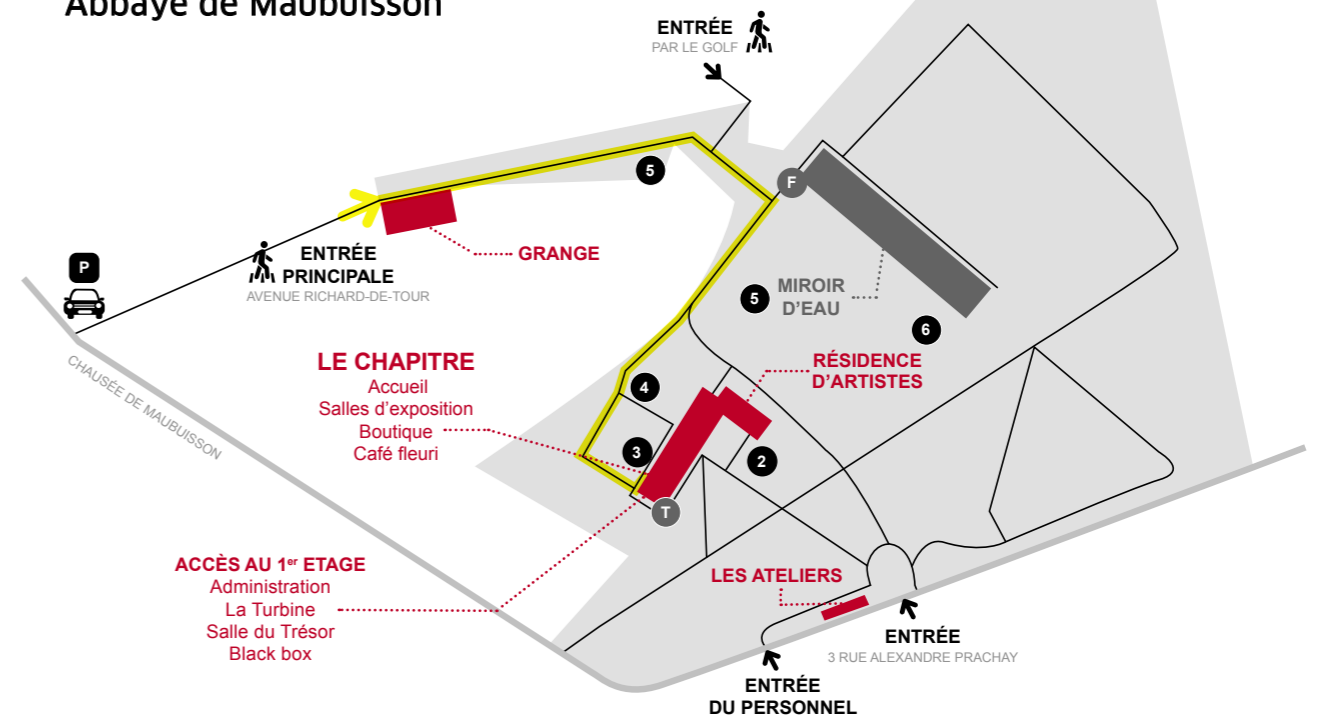 Abbaye de Maubuisson
ENTRÉE
PAR LE GOLF
5
F
GRANGE
P
ENTRÉE
PRINCIPALE
AVENUE RICHARD-DE-TOUR
MIROIR
D'EAU
5
6
CHAUSÉE DE MAUBUISSON
LE CHAPITRE
Accueil
Salles d'exposition
Boutique
Café fleuri
RÉSIDENCE
D'ARTISTES
4
3
2
T
ACCÈS AU 1er ETAGE
Administration
La Turbine
Salle du Trésor
Black box
LES ATELIERS
ENTRÉE
3 RUE ALEXANDRE PRACHAY
ENTRÉE
DU PERSONNEL